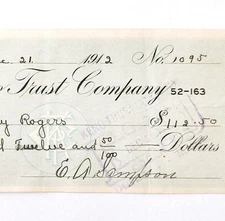 21 1912 No. 1095
Trust Company 52-163
Rogers $112.50
Twelve and 50/100 Dollars
E. A. Sampson